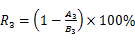 R₃ = (1 − A₃/B₃) × 100%